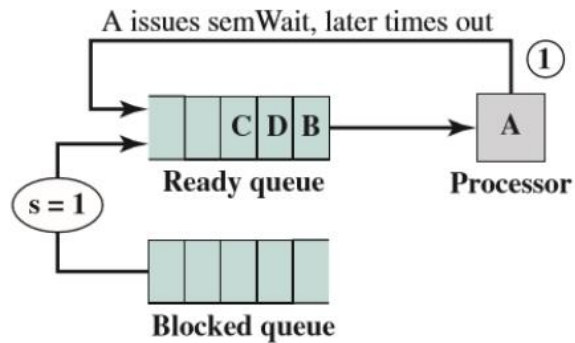 A issues semWait, later times out
1
C D B
A
Ready queue
Processor
s = 1
Blocked queue